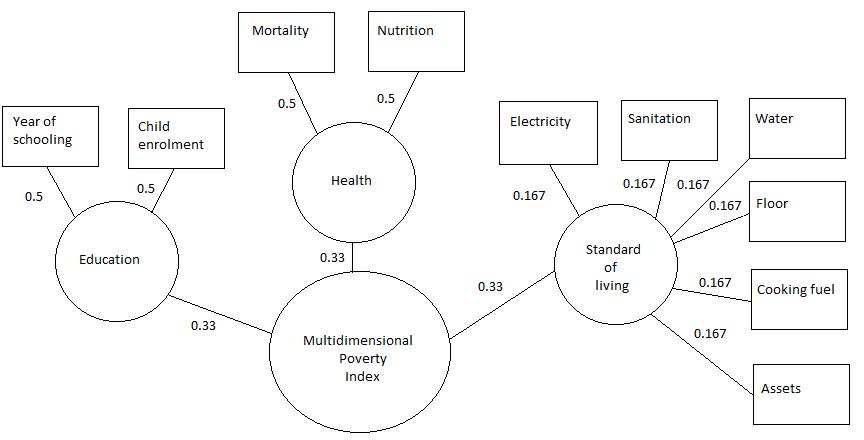 Mortality
Nutrition
0.5
0.5
Year of
schooling
Child
enrolment
0.5
0.5
Electricity
Sanitation
Water
Health
0.167
0.167
0.167
0.167
Floor
Education
Standard
of
living
0.33
0.33
0.33
0.167
Cooking fuel
Multidimensional
Poverty
Index
0.167
Assets